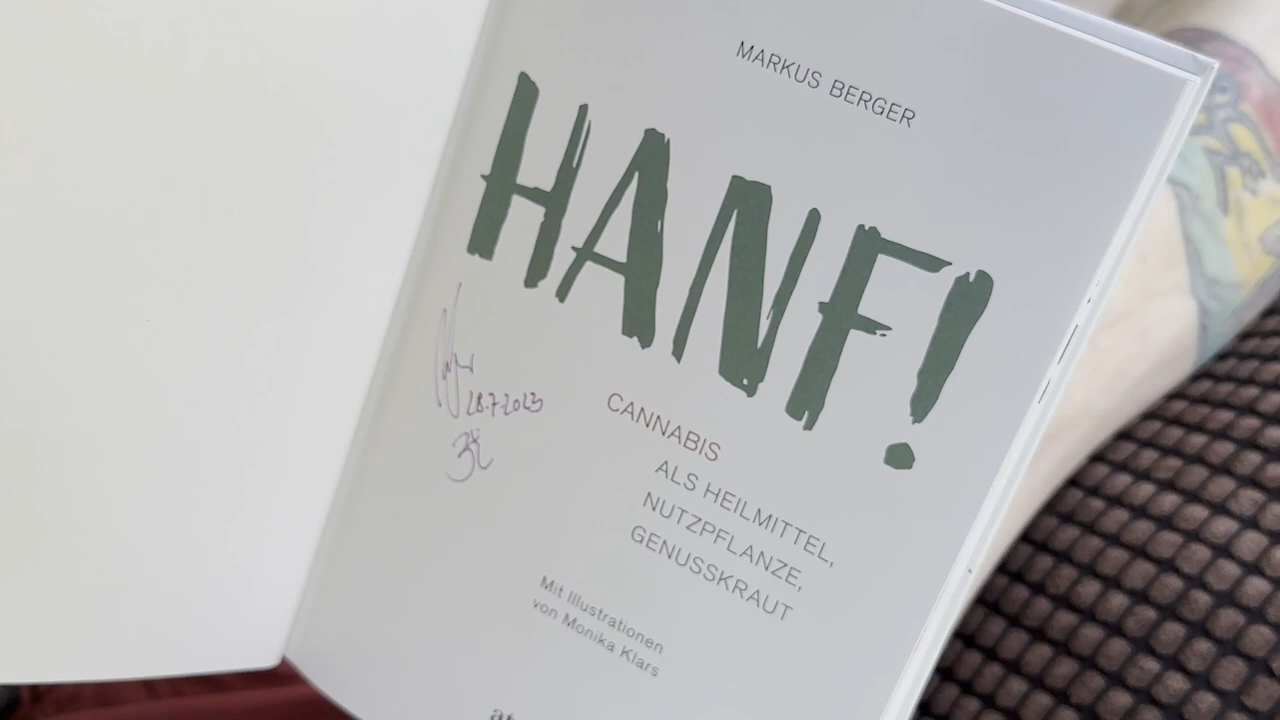 MARKUS BERGER
HANF!
28.7.2023
CANNABIS
ALS HEILMITTEL,
NUTZPFLANZE,
GENUSSKRAUT
Mit Illustrationen
von Monika Klars